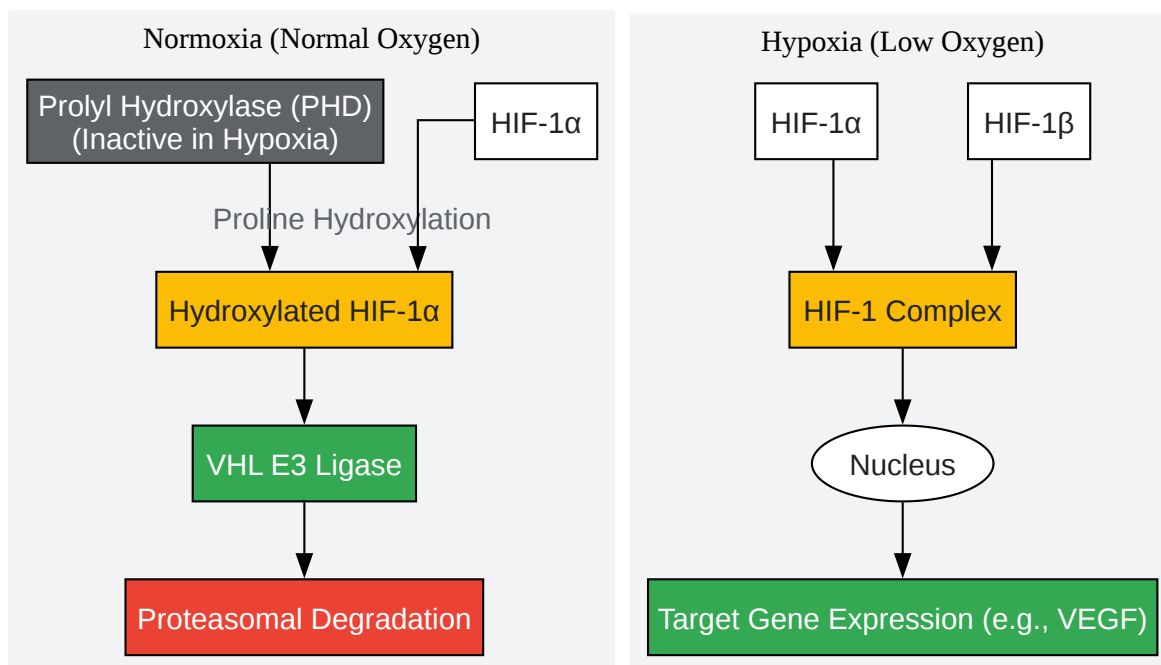 Normoxia (Normal Oxygen)
Prolyl Hydroxylase (PHD)
(Inactive in Hypoxia)
HIF-1α
Proline Hydroxylation
Hydroxylated HIF-1α
VHL E3 Ligase
Proteasomal Degradation
Hypoxia (Low Oxygen)
HIF-1α
HIF-1β
HIF-1 Complex
Nucleus
Target Gene Expression (e.g., VEGF)